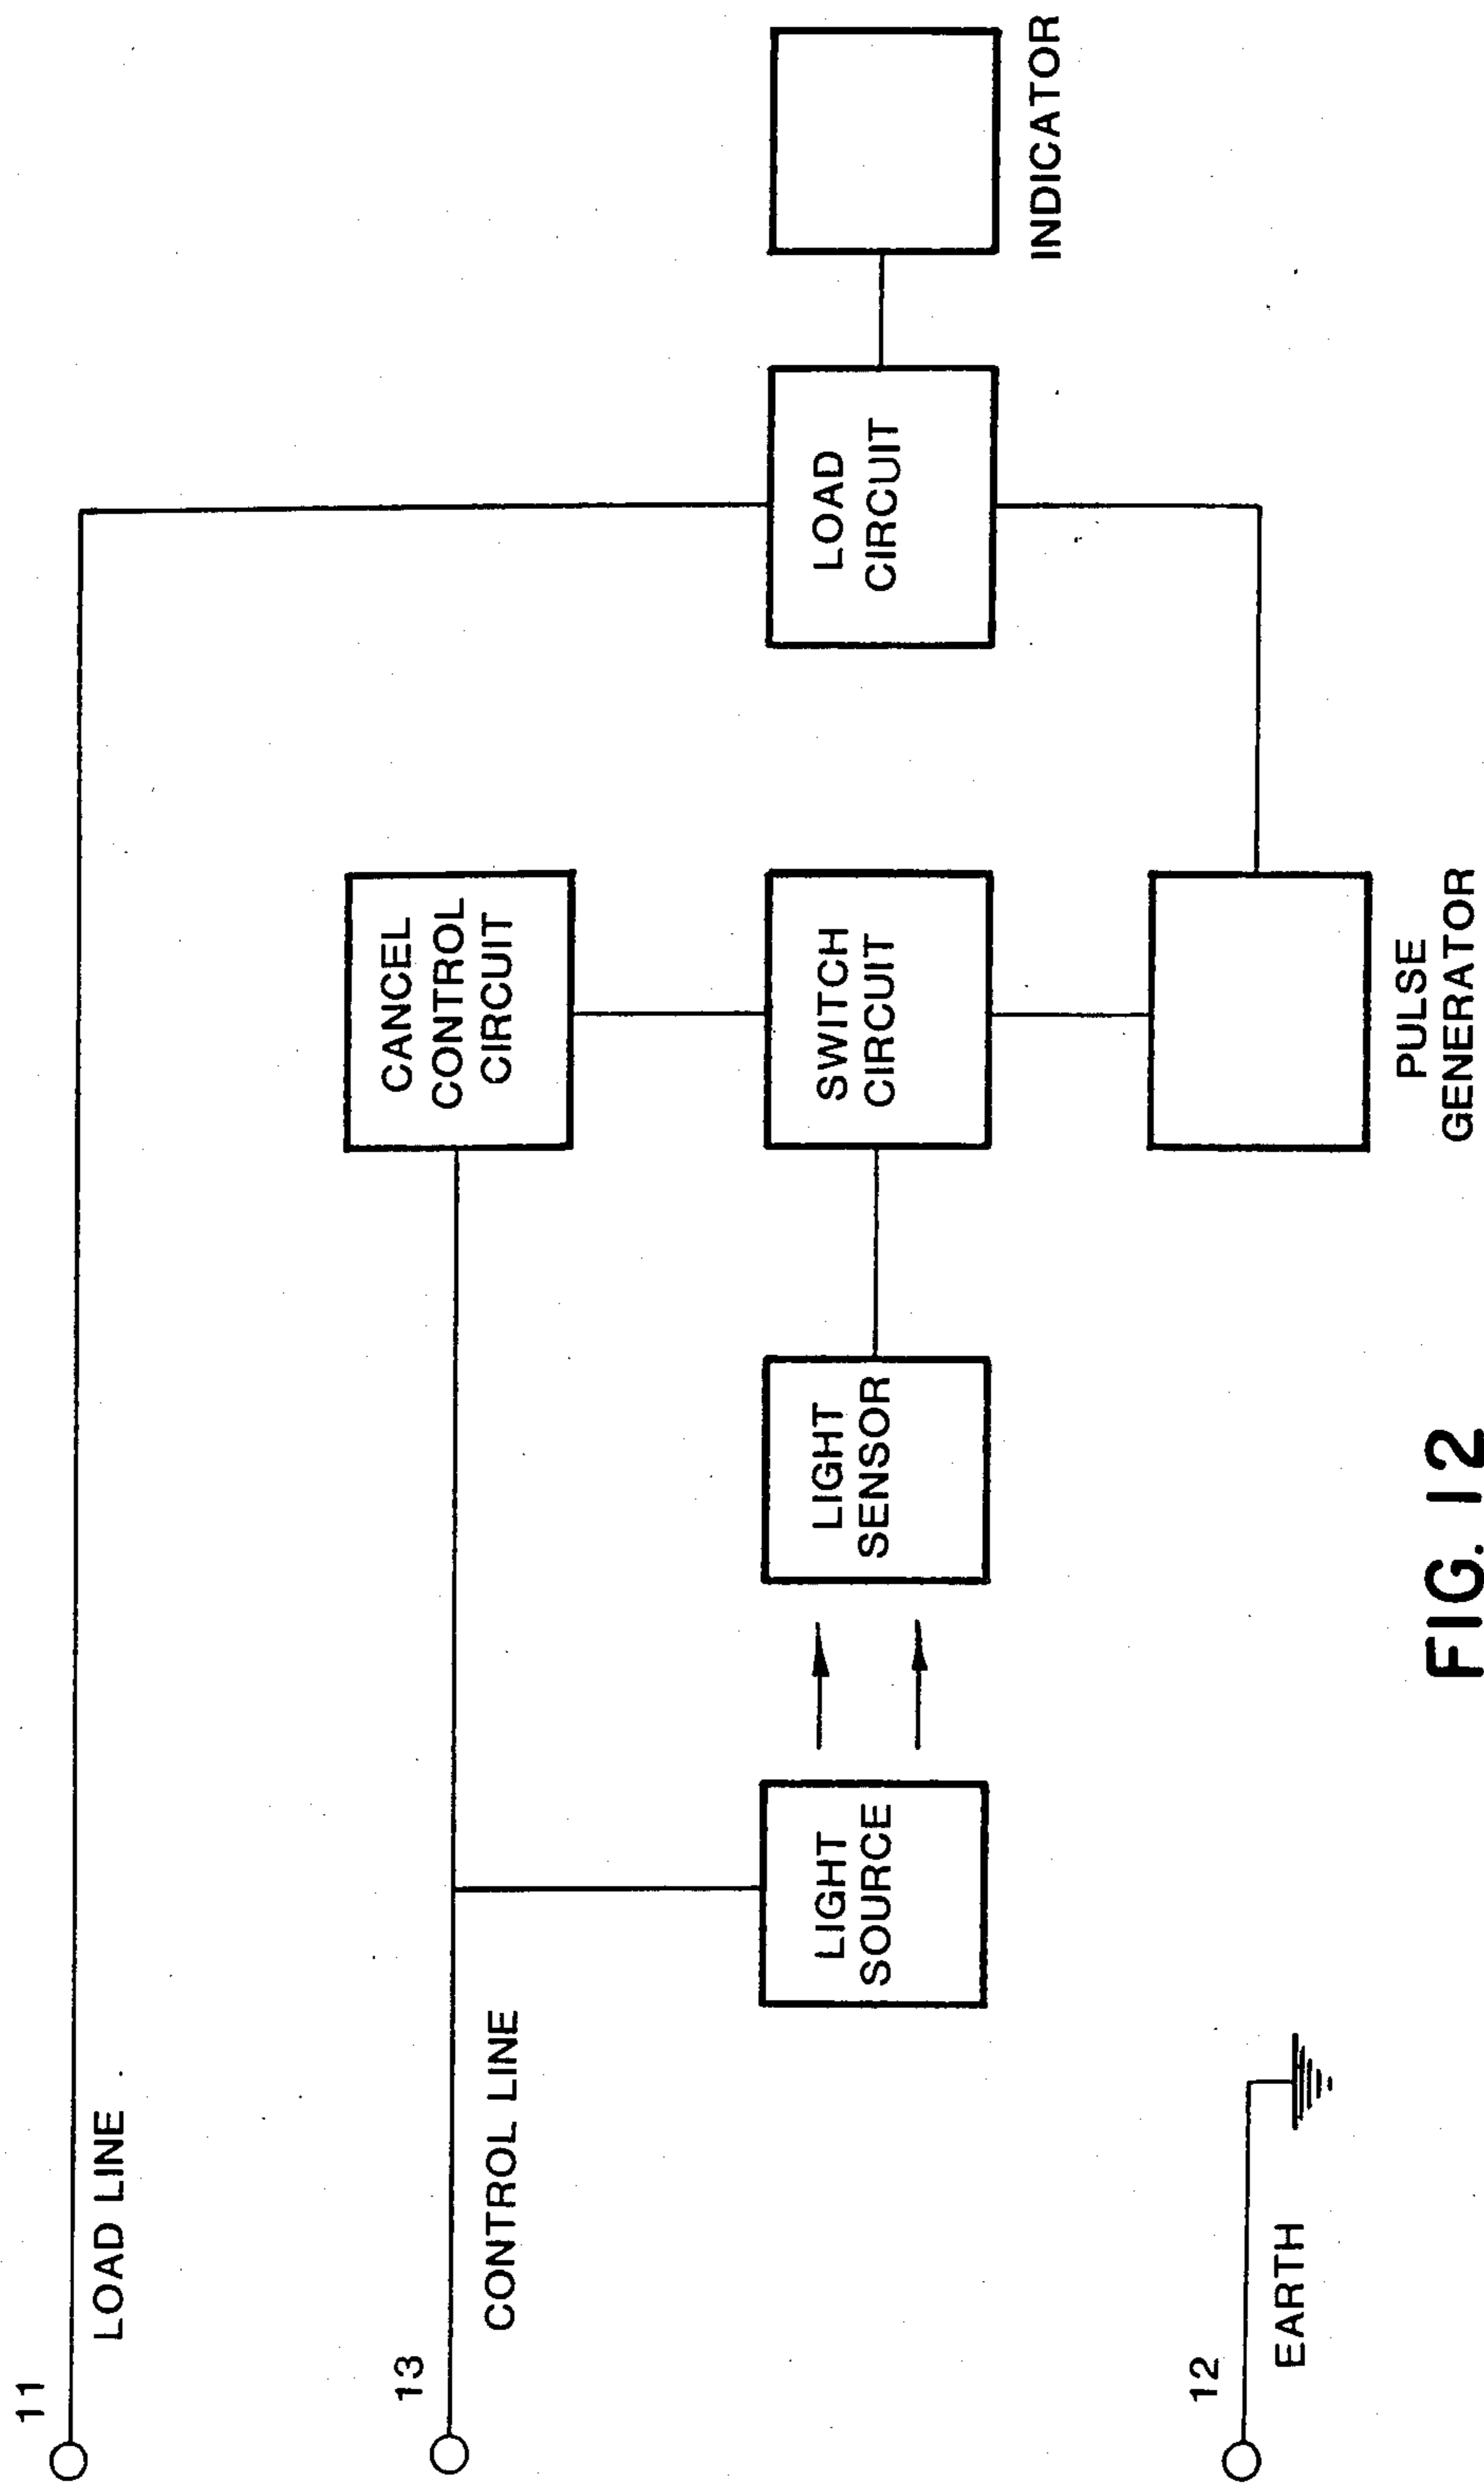 11
LOAD LINE
13
CONTROL LINE
12
EARTH
LIGHT
SOURCE
LIGHT
SENSOR
CANCEL
CONTROL
CIRCUIT
SWITCH
CIRCUIT
PULSE
GENERATOR
LOAD
CIRCUIT
INDICATOR
FIG. 12